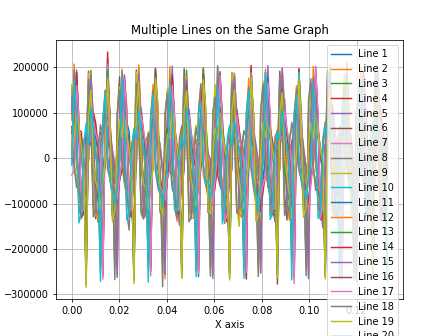 Multiple Lines on the Same Graph
200000
100000
0
−100000
−200000
−300000
0.00
0.02
0.04
0.06
0.08
0.10
X axis
Line 1
Line 2
Line 3
Line 4
Line 5
Line 6
Line 7
Line 8
Line 9
Line 10
Line 11
Line 12
Line 13
Line 14
Line 15
Line 16
Line 17
Line 18
Line 19
Line 20